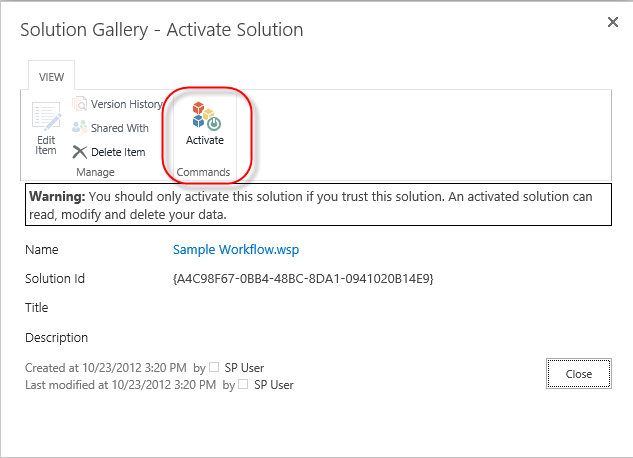 Solution Gallery - Activate Solution
VIEW
Edit Item
Version History
Shared With
Delete Item
Manage
Activate
Commands
Warning: You should only activate this solution if you trust this solution. An activated solution can
read, modify and delete your data.
Name Sample Workflow.wsp
Solution Id {A4C98F67-0BB4-48BC-8DA1-0941020B14E9}
Title
Description
Created at 10/23/2012 3:20 PM by SP User
Last modified at 10/23/2012 3:20 PM by SP User
Close